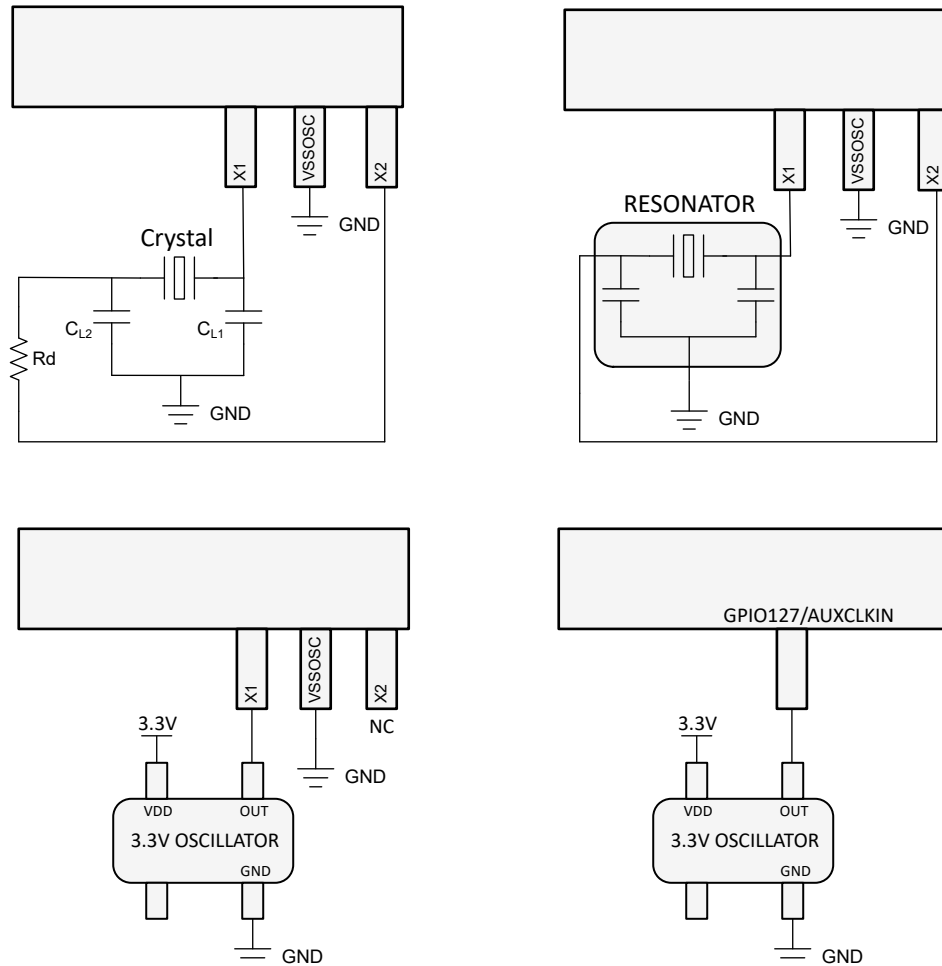 X1
VSSOSC
X2
GND
Crystal
CL2
CL1
Rd
GND
X1
VSSOSC
X2
GND
RESONATOR
GND
X1
VSSOSC
X2
NC
GND
3.3V
VDD
OUT
3.3V OSCILLATOR
GND
GND
GPIO127/AUXCLKIN
3.3V
VDD
OUT
3.3V OSCILLATOR
GND
GND